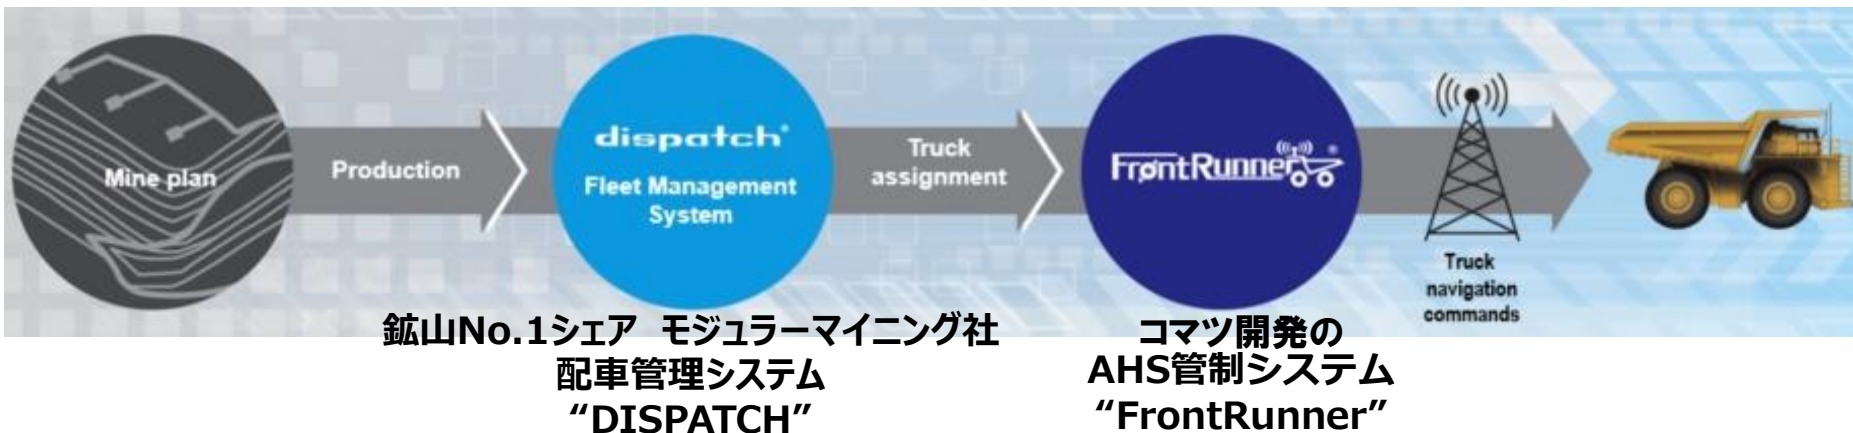 Mine plan
Production
dispatch®
Fleet Management
System
Truck
assignment
FrontRunner®
Truck
navigation
commands
鉱山No.1シェア モジュラーマイニング社
配車管理システム
“DISPATCH”
コマツ開発の
AHS管制システム
“FrontRunner”